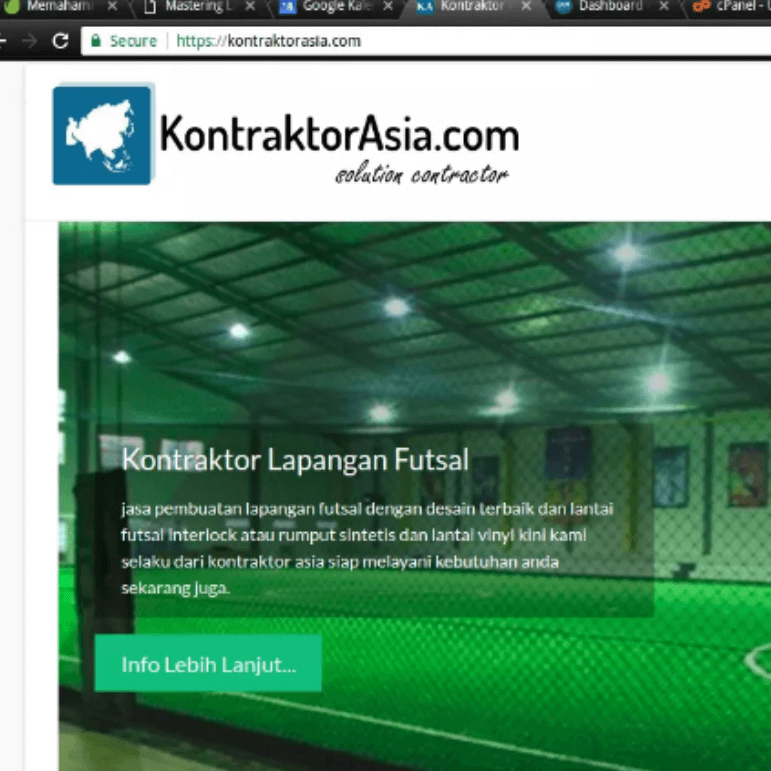 Memaham
Mastering L
Google Kale
Kontraktor
Dashboard
cPanel - U
Secure
https://kontraktorasia.com
KontraktorAsia.com
solution contractor
Kontraktor Lapangan Futsal
jasa pembuatan lapangan futsal dengan desain terbaik dan lantai
futsal interlock atau rumput sintetis dan lantai vinyl kini kami
selaku dari kontraktor asia siap melayani kebutuhan anda
sekarang juga.
Info Lebih Lanjut...